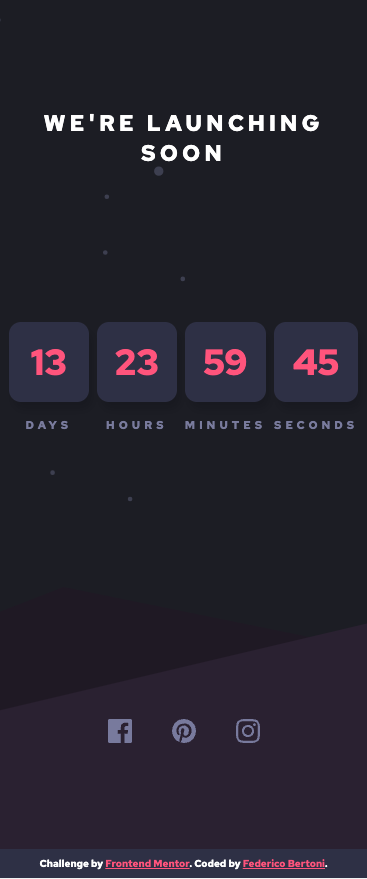 WE'RE LAUNCHING
SOON
13 23 59 45
DAYS HOURS MINUTES SECONDS
Challenge by Frontend Mentor. Coded by Federico Bertoni.